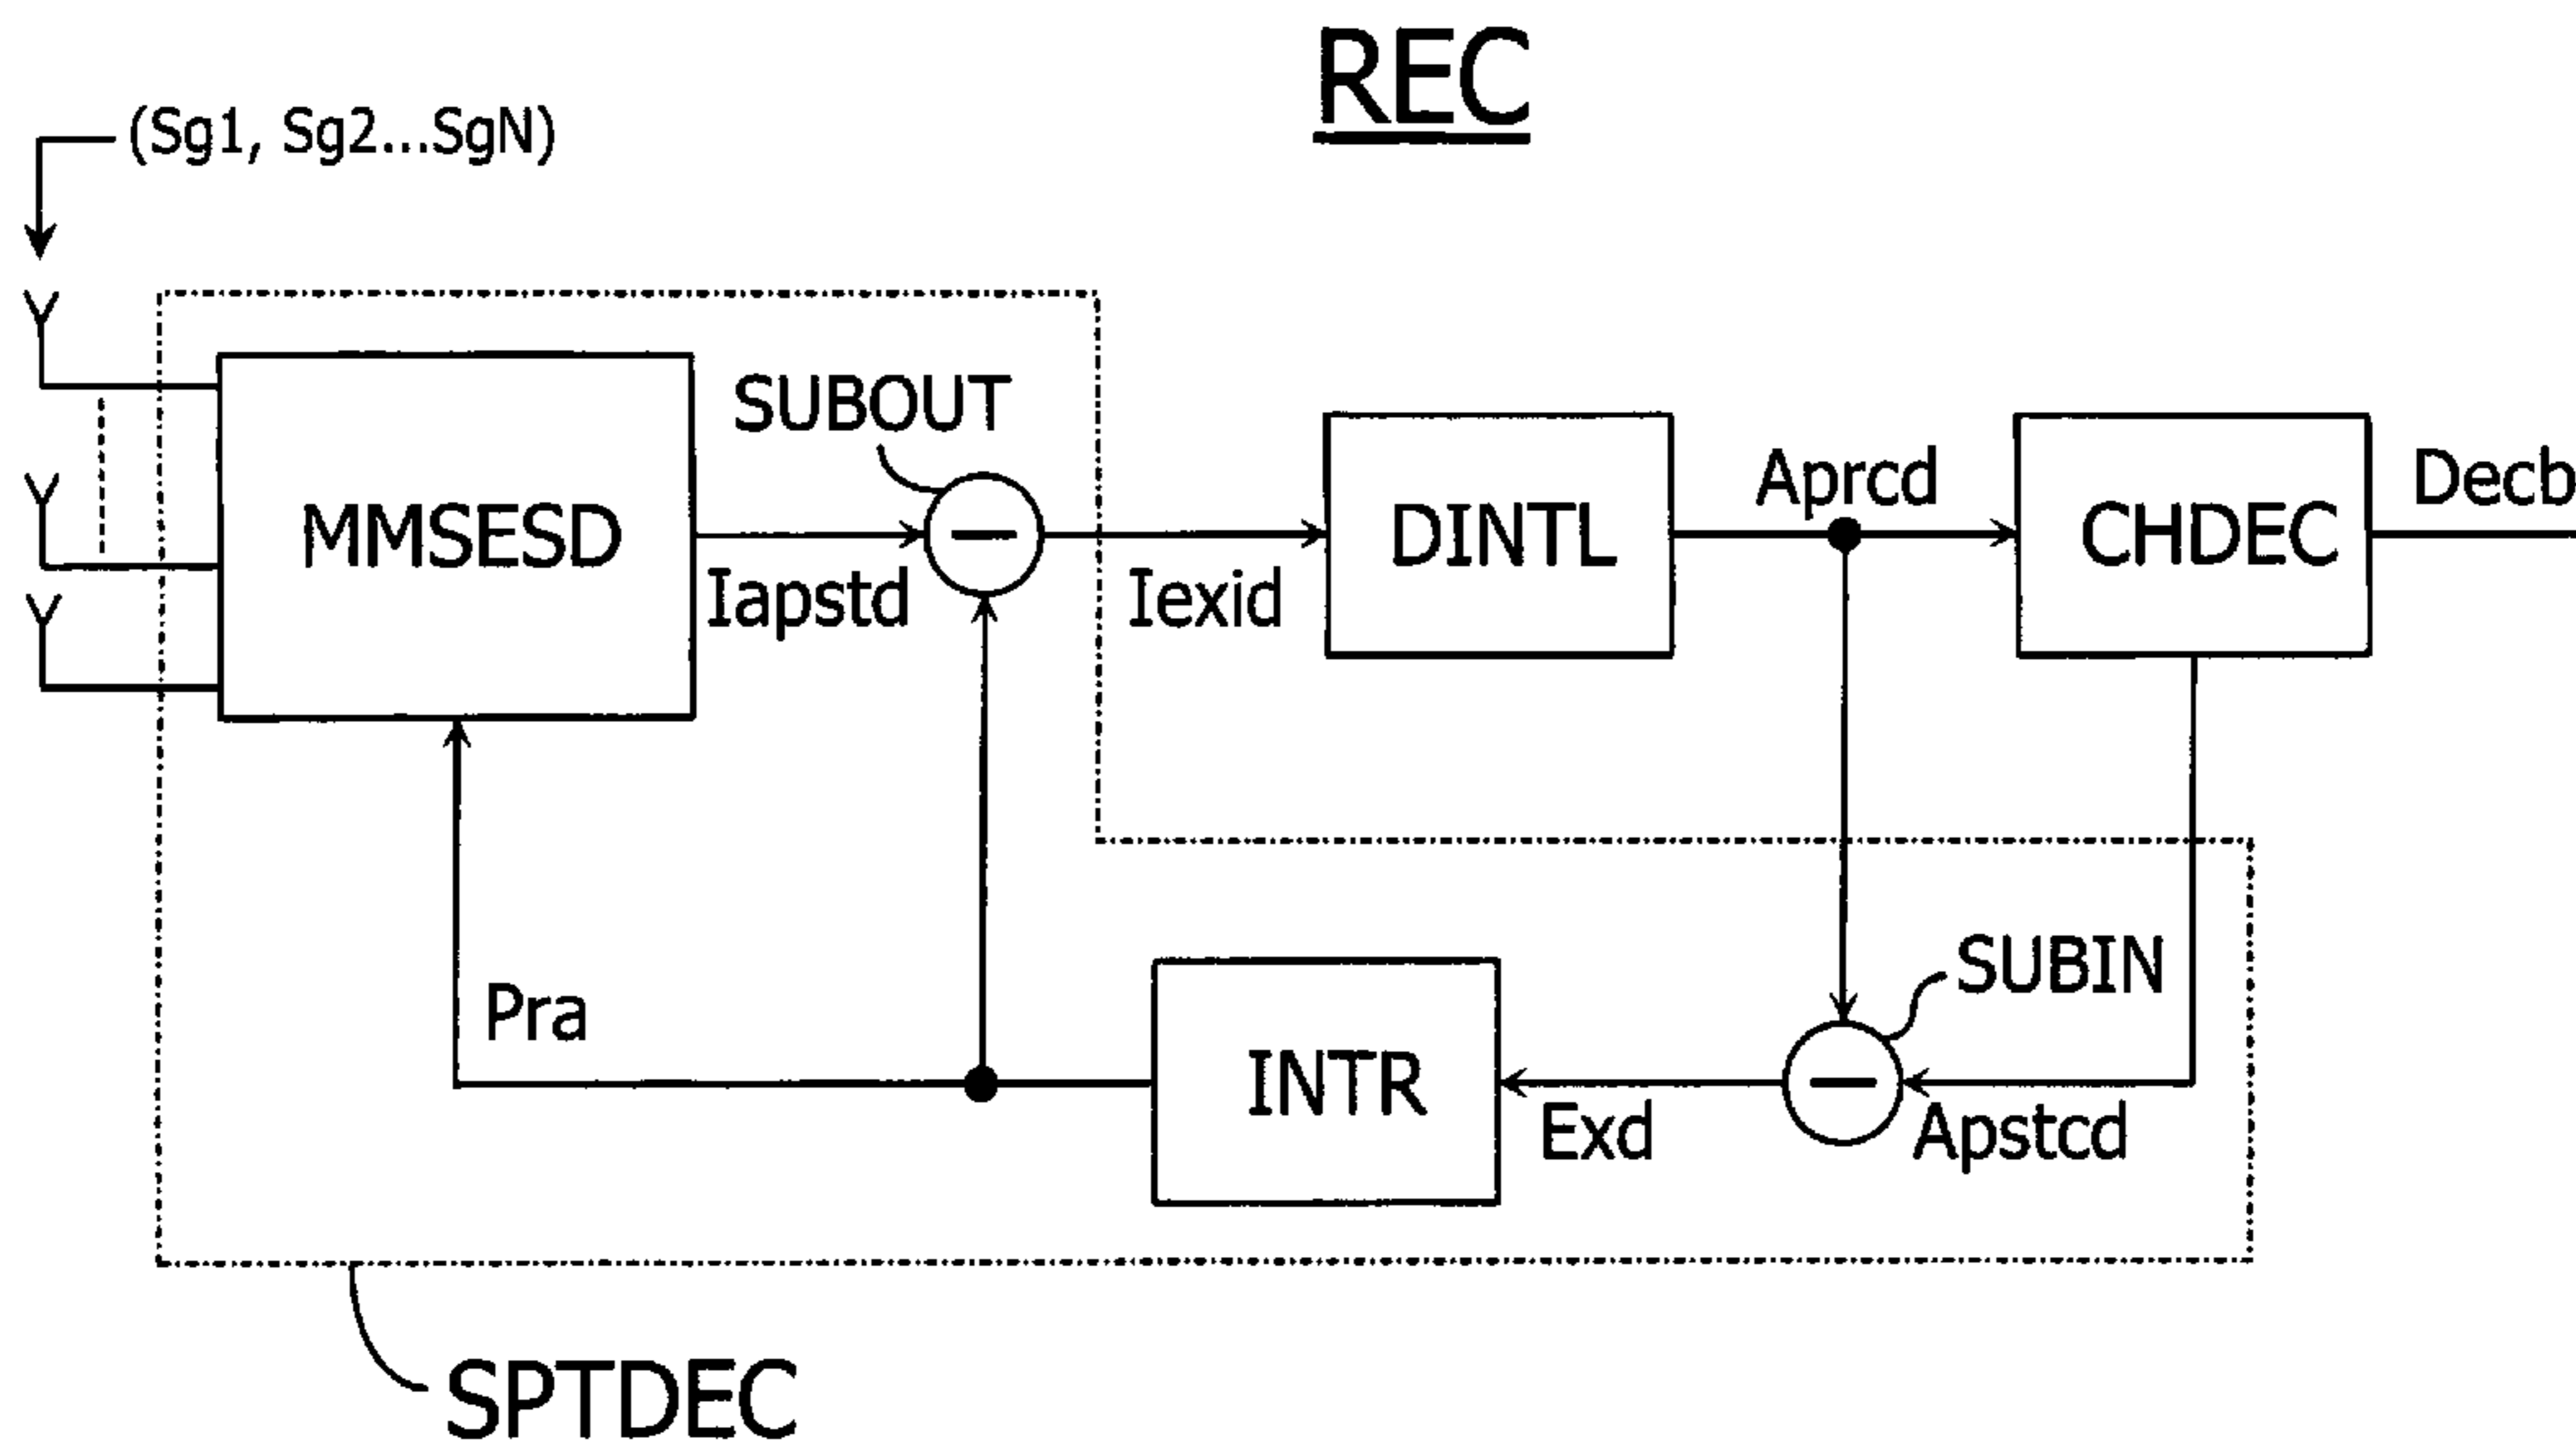 REC
(Sg1, Sg2...SgN)
SUBOUT
MMSESD
Iapstd
Iexid
DINTL
Aprcd
CHDEC
Decb
SUBIN
Pra
INTR
Exd
Apstcd
SPTDEC